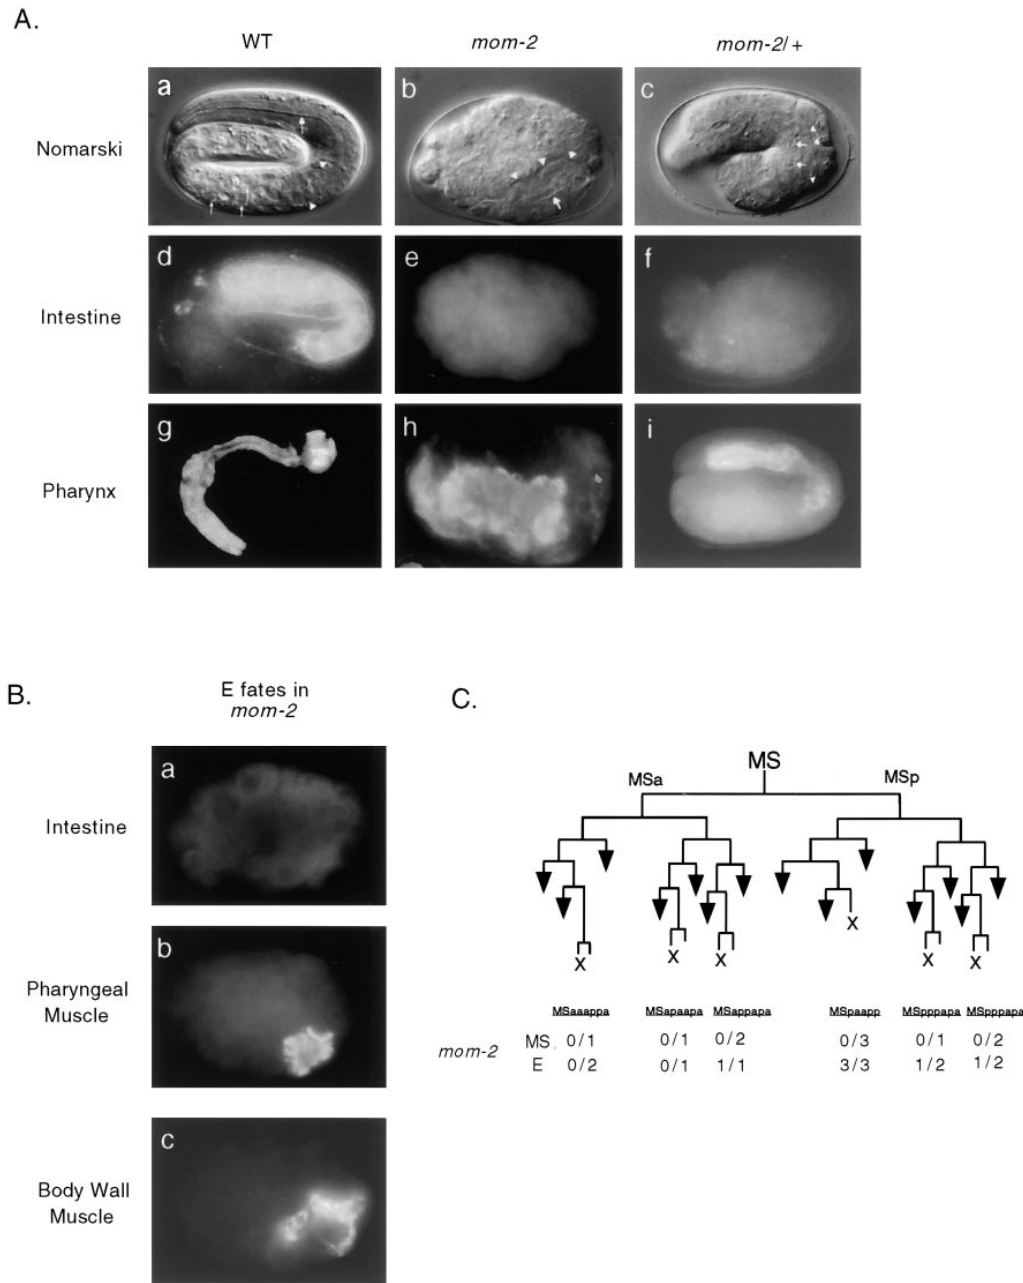 A.
WT mom-2 mom-2/+
Nomarski a b c
Intestine d e f
Pharynx g h i
B.
E fates in
mom-2
Intestine a
Pharyngeal
Muscle b
Body Wall
Muscle c
C.
MS
MSa MSp
X
X X X X X
MSaaappa MSapaapa MSappapa MSpaapp MSpppapa MSpppapa
mom-2
MS. 0/1 0/1 0/2 0/3 0/1 0/2
E 0/2 0/1 1/1 3/3 1/2 1/2